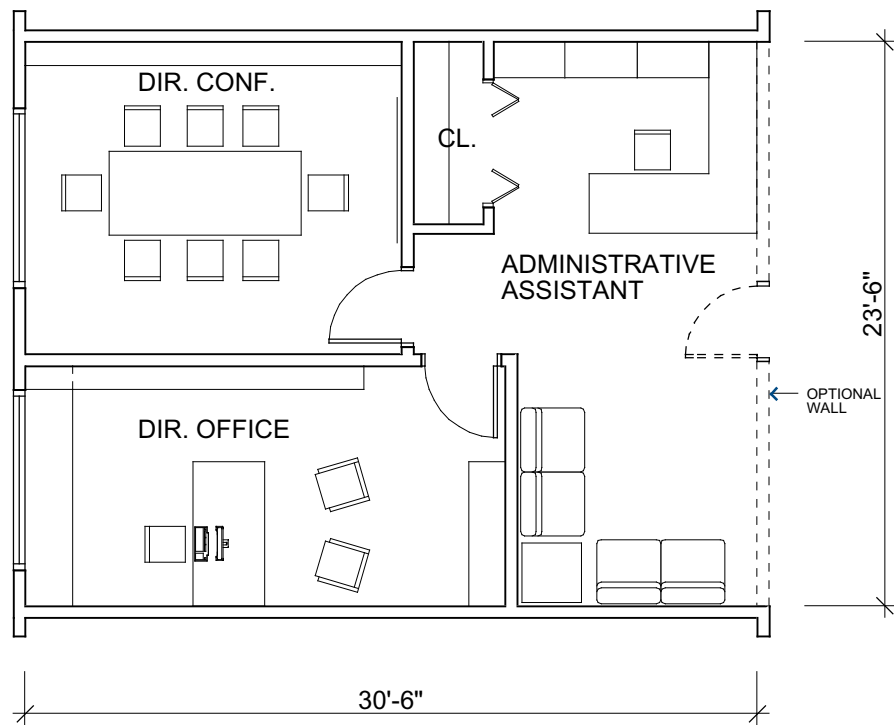 DIR. CONF.
CL.
ADMINISTRATIVE
ASSISTANT
23'-6"
OPTIONAL
WALL
DIR. OFFICE
30'-6"